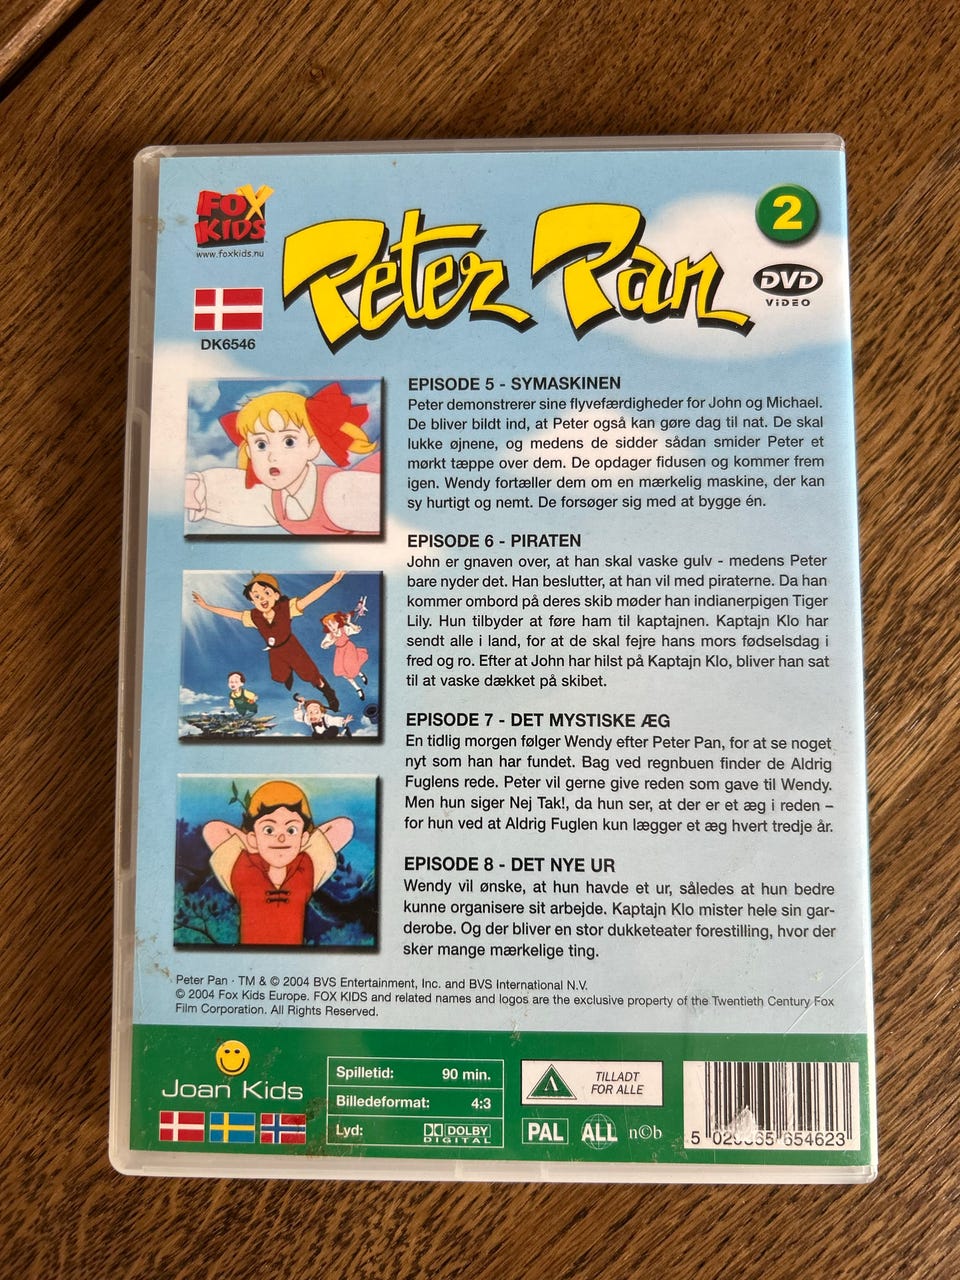 FOX KIDS
www.foxkids.nu
Peter Pan
2
DVD
VIDEO
DK6546
EPISODE 5 - SYMASKINEN
Peter demonstrerer sine flyvefærdigheder for John og Michael.
De bliver bildt ind, at Peter også kan gøre dag til nat. De skal
lukke øjnene, og medens de sidder sådan smider Peter et
mørkt tæppe over dem. De opdager fidusen og kommer frem
igen. Wendy fortæller dem om en mærkelig maskine, der kan
sy hurtigt og nemt. De forsøger sig med at bygge én.
EPISODE 6 - PIRATEN
John er gnaven over, at han skal vaske gulv - medens Peter
bare nyder det. Han beslutter, at han vil med piraterne. Da han
kommer ombord på deres skib møder han indianerpigen Tiger
Lily. Hun tilbyder at føre ham til kaptajnen. Kaptajn Klo har
sendt alle i land, for at de skal fejre hans mors fødselsdag i
fred og ro. Efter at John har hilst på Kaptajn Klo, bliver han sat
til at vaske dækket på skibet.
EPISODE 7 - DET MYSTISKE ÆG
En tidlig morgen følger Wendy efter Peter Pan, for at se noget
nyt som han har fundet. Bag ved regnbuen finder de Aldrig
Fuglens rede. Peter vil gerne give reden som gave til Wendy.
Men hun siger Nej Tak!, da hun ser, at der er et æg i reden –
for hun ved at Aldrig Fuglen kun lægger et æg hvert tredje år.
EPISODE 8 - DET NYE UR
Wendy vil ønske, at hun havde et ur, således at hun bedre
kunne organisere sit arbejde. Kaptajn Klo mister hele sin gar-
derobe. Og der bliver en stor dukketeater forestilling, hvor der
sker mange mærkelige ting.
Peter Pan · TM & © 2004 BVS Entertainment, Inc. and BVS International N.V.
© 2004 Fox Kids Europe. FOX KIDS and related names and logos are the exclusive property of the Twentieth Century Fox
Film Corporation. All Rights Reserved.
Joan Kids
Spilletid: 90 min.
Billedeformat: 4:3
Lyd: DOLBY DIGITAL
A
TILLADT
FOR ALLE
PAL ALL n©b
5 020365 654623